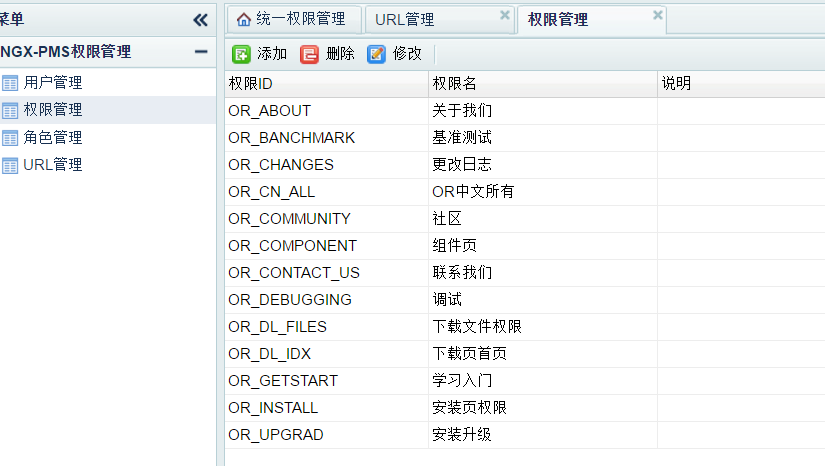 菜单
NGX-PMS权限管理
用户管理
权限管理
角色管理
URL管理
统一权限管理 URL管理 权限管理
添加 删除 修改
权限ID 权限名 说明
OR_ABOUT 关于我们
OR_BANCHMARK 基准测试
OR_CHANGES 更改日志
OR_CN_ALL OR中文所有
OR_COMMUNITY 社区
OR_COMPONENT 组件页
OR_CONTACT_US 联系我们
OR_DEBUGGING 调试
OR_DL_FILES 下载文件权限
OR_DL_IDX 下载页首页
OR_GETSTART 学习入门
OR_INSTALL 安装页权限
OR_UPGRAD 安装升级